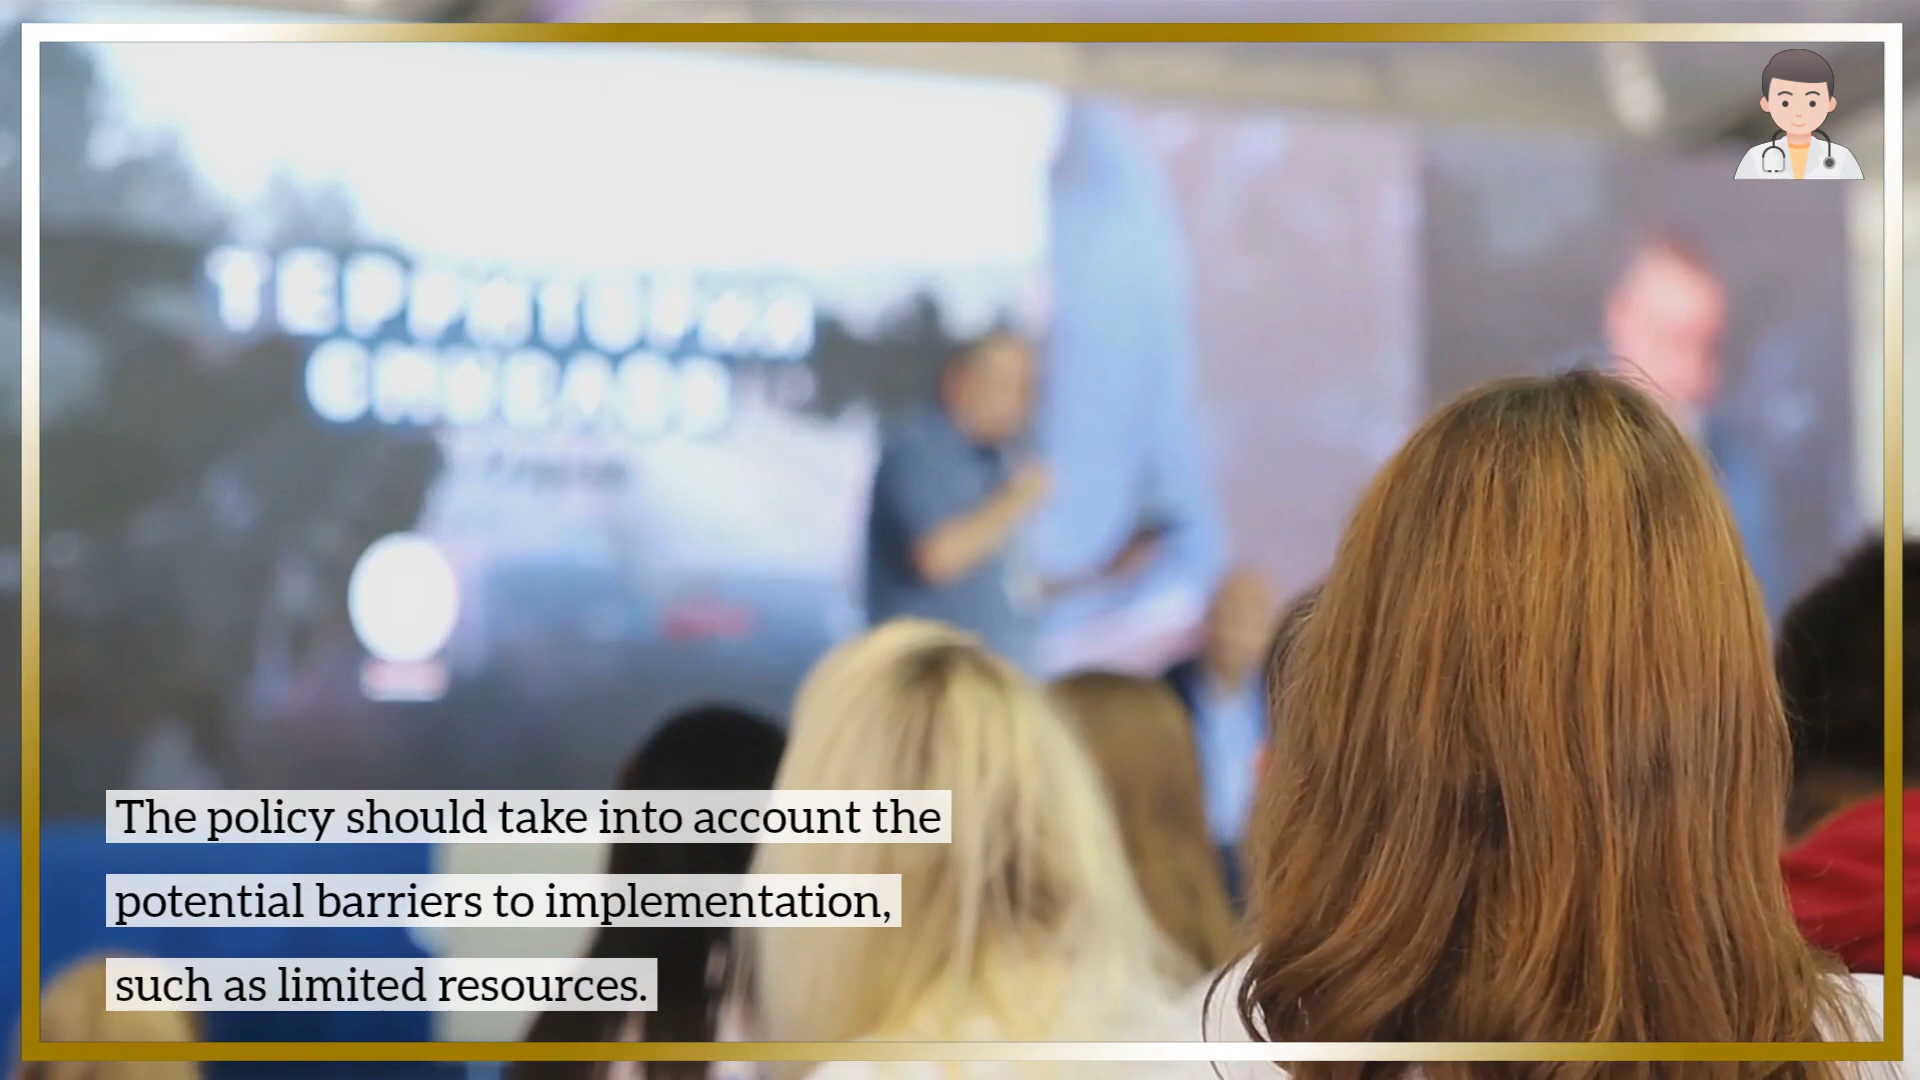 The policy should take into account the
potential barriers to implementation,
such as limited resources.